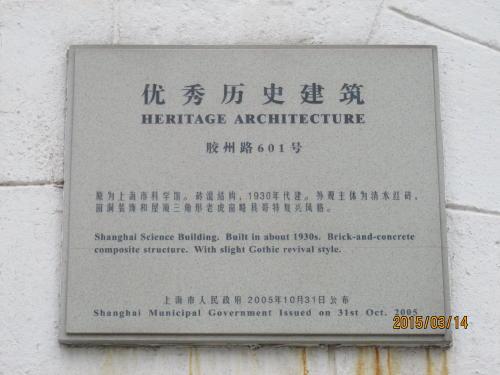 优秀历史建筑
HERITAGE ARCHITECTURE
胶州路601号
原为上海市科学馆。砖混结构，1930年代建。外观主体为清水红砖，
窗洞装饰和屋顶三角形老虎窗略具哥特复兴风格。
Shanghai Science Building. Built in about 1930s. Brick-and-concrete
composite structure. With slight Gothic revival style.
上海市人民政府 2005年10月31日公布
Shanghai Municipal Government Issued on 31st Oct. 2005
2015/03/14